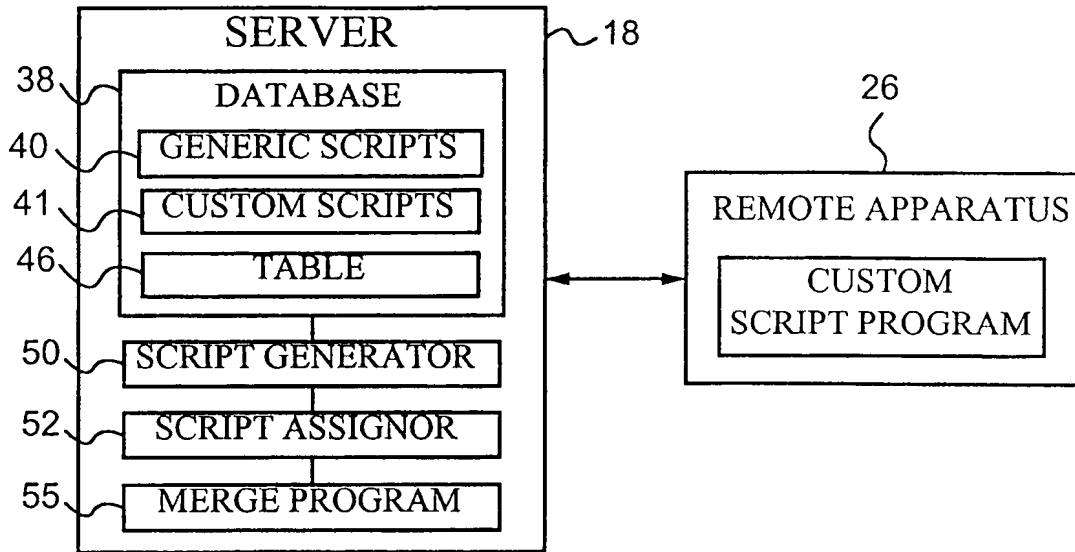 SERVER
18
38
DATABASE
40
GENERIC SCRIPTS
41
CUSTOM SCRIPTS
46
TABLE
50
SCRIPT GENERATOR
52
SCRIPT ASSIGNOR
55
MERGE PROGRAM
26
REMOTE APPARATUS
CUSTOM
SCRIPT PROGRAM